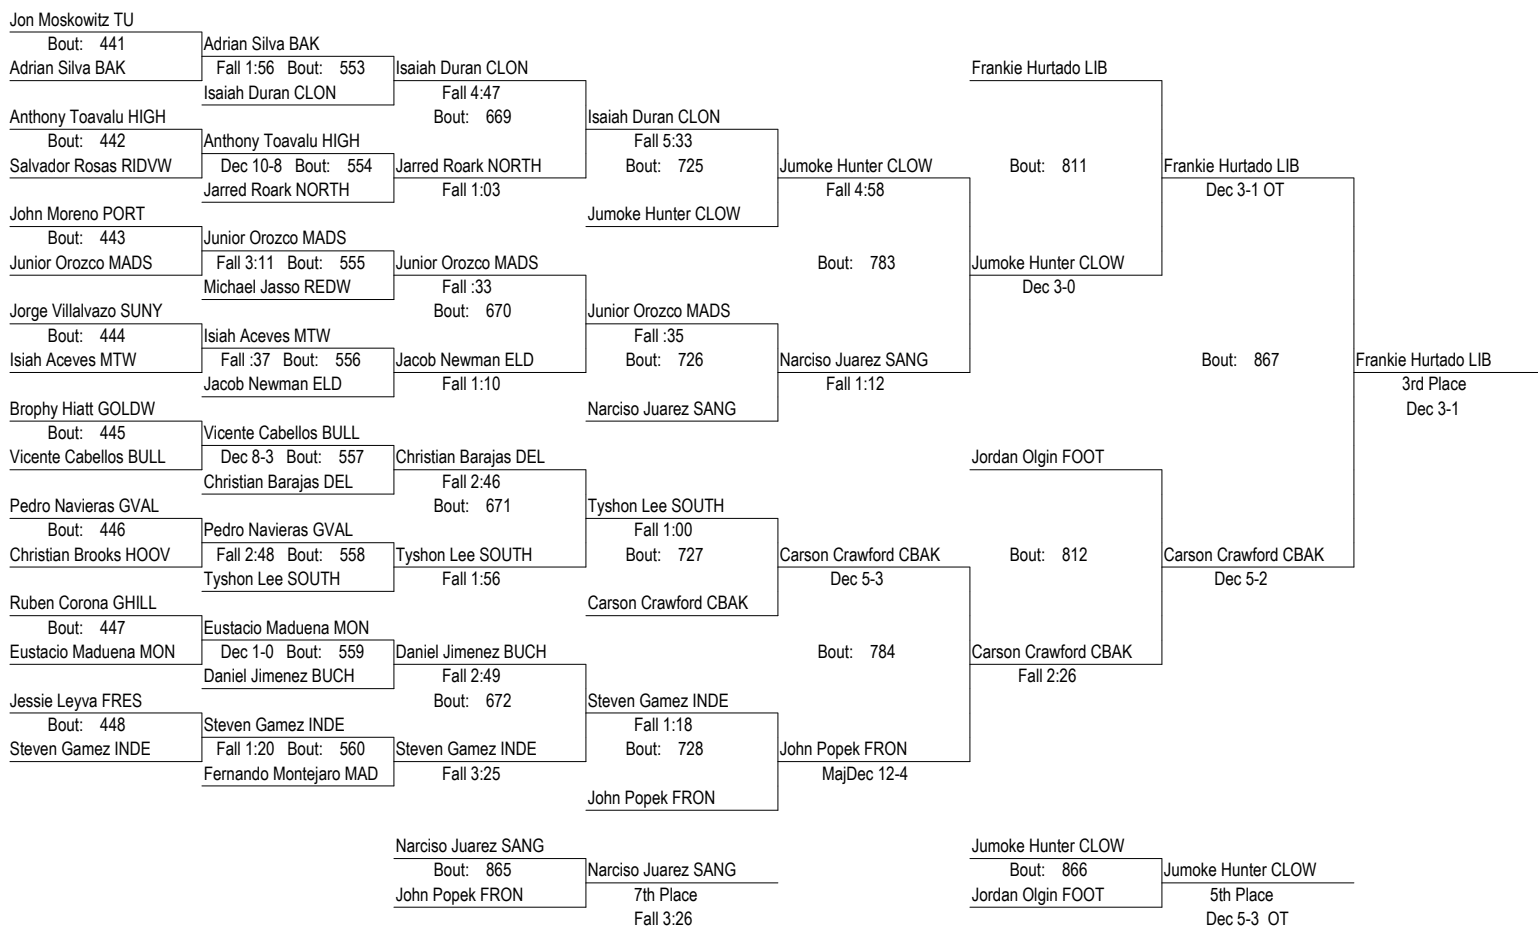 Jon Moskowitz TU
Bout: 441
Adrian Silva BAK
Anthony Toavalu HIGH
Bout: 442
Salvador Rosas RIDVW
John Moreno PORT
Bout: 443
Junior Orozco MADS
Jorge Villalvazo SUNY
Bout: 444
Isiah Aceves MTW
Brophy Hiatt GOLDW
Bout: 445
Vicente Cabellos BULL
Pedro Navieras GVAL
Bout: 446
Christian Brooks HOOV
Ruben Corona GHILL
Bout: 447
Eustacio Maduena MON
Jessie Leyva FRES
Bout: 448
Steven Gamez INDE
Adrian Silva BAK
Fall 1:56 Bout: 553
Isaiah Duran CLON
Anthony Toavalu HIGH
Dec 10-8 Bout: 554
Jarred Roark NORTH
Junior Orozco MADS
Fall 3:11 Bout: 555
Michael Jasso REDW
Isiah Aceves MTW
Fall :37 Bout: 556
Jacob Newman ELD
Vicente Cabellos BULL
Dec 8-3 Bout: 557
Christian Barajas DEL
Pedro Navieras GVAL
Fall 2:48 Bout: 558
Tyshon Lee SOUTH
Eustacio Maduena MON
Dec 1-0 Bout: 559
Daniel Jimenez BUCH
Steven Gamez INDE
Fall 1:20 Bout: 560
Fernando Montejaro MAD
Isaiah Duran CLON
Fall 4:47
Bout: 669
Jarred Roark NORTH
Fall 1:03
Junior Orozco MADS
Fall :33
Bout: 670
Jacob Newman ELD
Fall 1:10
Christian Barajas DEL
Fall 2:46
Bout: 671
Tyshon Lee SOUTH
Fall 1:56
Daniel Jimenez BUCH
Fall 2:49
Bout: 672
Steven Gamez INDE
Fall 3:25
Isaiah Duran CLON
Fall 5:33
Bout: 725
Jumoke Hunter CLOW
Junior Orozco MADS
Fall :35
Bout: 726
Narciso Juarez SANG
Tyshon Lee SOUTH
Fall 1:00
Bout: 727
Carson Crawford CBAK
Steven Gamez INDE
Fall 1:18
Bout: 728
John Popek FRON
Jumoke Hunter CLOW
Fall 4:58
Bout: 783
Narciso Juarez SANG
Fall 1:12
Carson Crawford CBAK
Dec 5-3
Bout: 784
John Popek FRON
MajDec 12-4
Frankie Hurtado LIB
Bout: 811
Jumoke Hunter CLOW
Dec 3-0
Jordan Olgin FOOT
Bout: 812
Carson Crawford CBAK
Fall 2:26
Frankie Hurtado LIB
Dec 3-1 OT
Bout: 867
Carson Crawford CBAK
Dec 5-2
Frankie Hurtado LIB
3rd Place
Dec 3-1
Narciso Juarez SANG
Bout: 865
John Popek FRON
Narciso Juarez SANG
7th Place
Fall 3:26
Jumoke Hunter CLOW
Bout: 866
Jordan Olgin FOOT
Jumoke Hunter CLOW
5th Place
Dec 5-3 OT